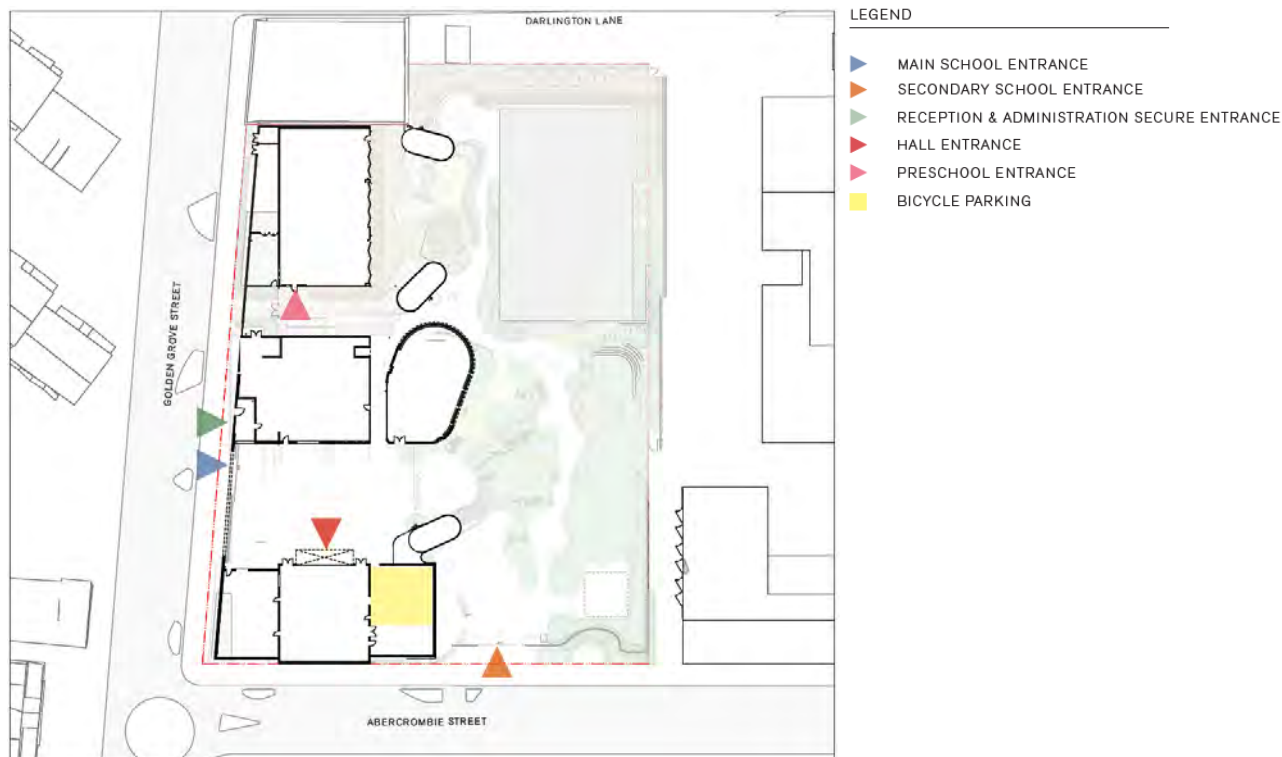 DARLINGTON LANE
GOLDEN GROVE STREET
ABERCROMBIE STREET
LEGEND
MAIN SCHOOL ENTRANCE
SECONDARY SCHOOL ENTRANCE
RECEPTION & ADMINISTRATION SECURE ENTRANCE
HALL ENTRANCE
PRESCHOOL ENTRANCE
BICYCLE PARKING